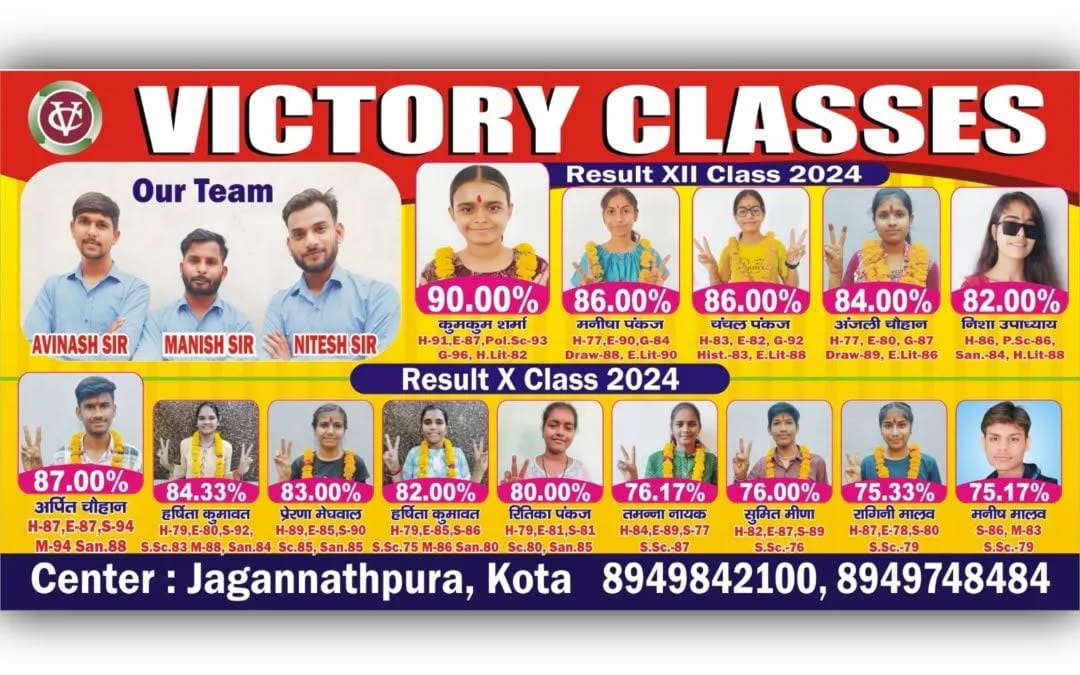 VC
VICTORY CLASSES
Our Team
AVINASH SIR
MANISH SIR
NITESH SIR
Result XII Class 2024
90.00%
कुमकुम शर्मा
H-91,E-87,Pol.Sc-93
G-96, H.Lit-82
86.00%
मनीषा पंकज
H-77,E-90,G-84
Draw-88, E.Lit-90
86.00%
चंचल पंकज
H-83, E-82, G-92
Hist.-83, E.Lit-88
84.00%
अंजली चौहान
H-77, E-80, G-87
Draw-89, E.Lit-86
82.00%
निशा उपाध्याय
H-86, P.Sc-86,
San.-84, H.Lit-88
Result X Class 2024
87.00%
अर्पित चौहान
H-87,E-87,S-94
M-94 San.88
84.33%
हर्षिता कुमावत
H-79,E-80,S-92,
S.Sc.83 M-88, San.84
83.00%
प्रेरणा मेघवाल
H-89,E-85,S-90
Sc.85, San.85
82.00%
हर्षिता कुमावत
H-79,E-85,S-86
S.Sc.75 M-86 San.80
80.00%
रितिका पंकज
H-79,E-81,S-81
Sc.80, San.85
76.17%
तमन्ना नायक
H-84,E-89,S-77
S.Sc.-87
76.00%
सुमित मीणा
H-82,E-87,S-89
S.Sc.-76
75.33%
रागिनी मालव
H-87,E-78,S-80
S.Sc.-79
75.17%
मनीष मालव
S-86, M-83
S.Sc.-79
Center : Jagannathpura, Kota 8949842100, 8949748484